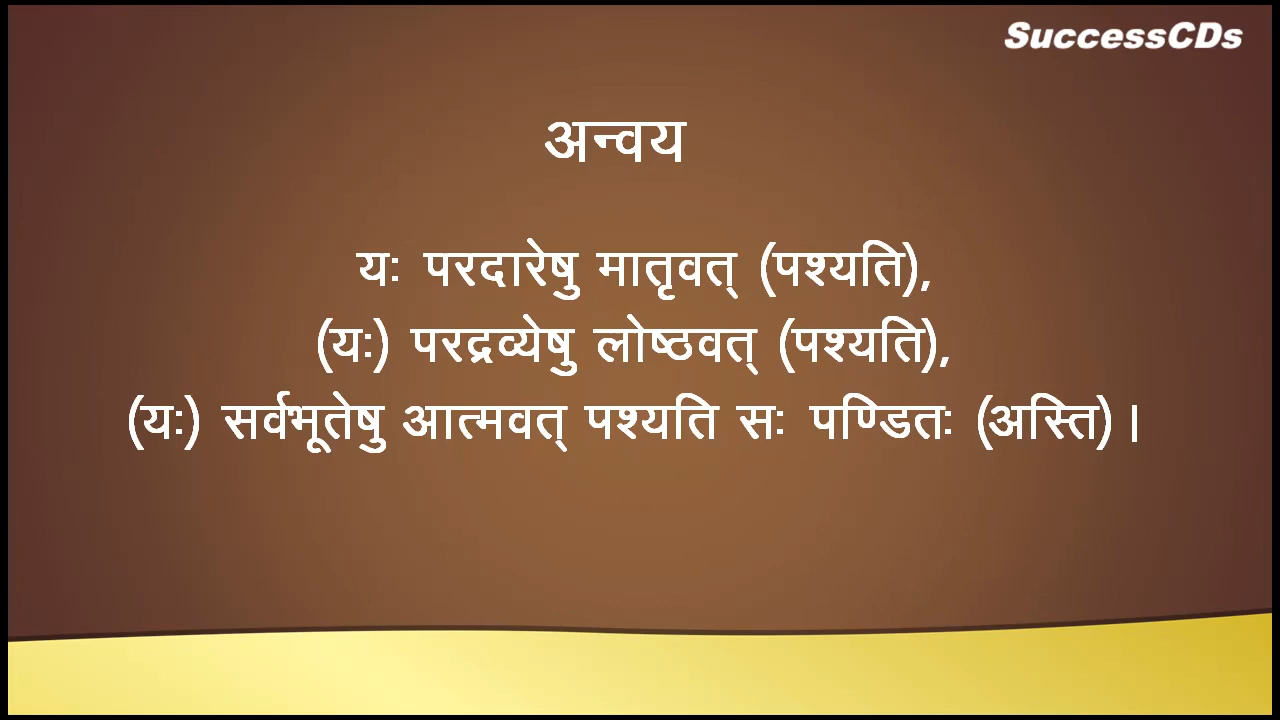 SuccessCDs
अन्वय
यः परदारेषु मातृवत् (पश्यति),
(यः) परद्रव्येषु लोष्ठवत् (पश्यति),
(यः) सर्वभूतेषु आत्मवत् पश्यति सः पण्डितः (अस्ति)।